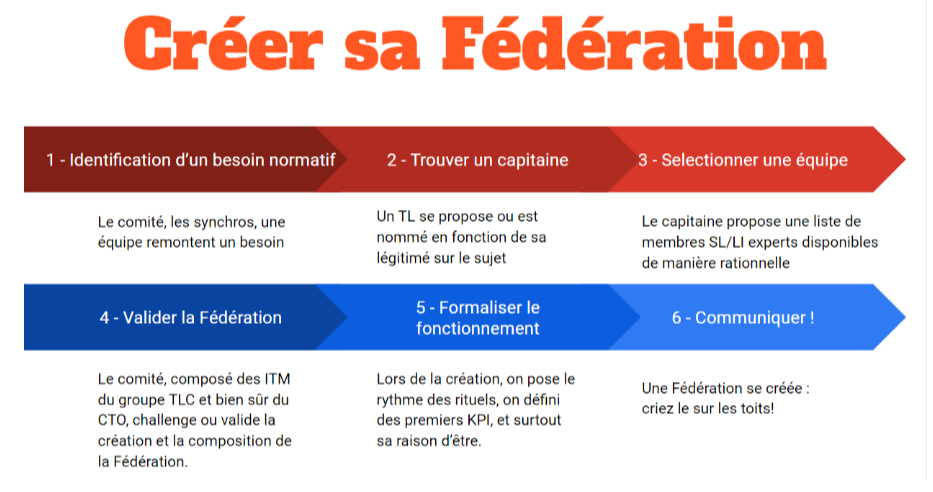 Créer sa Fédération
1 - Identification d'un besoin normatif
2 - Trouver un capitaine
3 - Selectionner une équipe
Le comité, les synchros, une
équipe remontent un besoin
Un TL se propose ou est
nommé en fonction de sa
légitimé sur le sujet
Le capitaine propose une liste de
membres SL/LI experts disponibles
de manière rationnelle
4 - Valider la Fédération
5 - Formaliser le
fonctionnement
6 - Communiquer !
Le comité, composé des ITM
du groupe TLC et bien sûr du
CTO, challenge ou valide la
création et la composition de
la Fédération.
Lors de la création, on pose le
rythme des rituels, on défini
des premiers KPI, et surtout
sa raison d'être.
Une Fédération se créée :
criez le sur les toits!